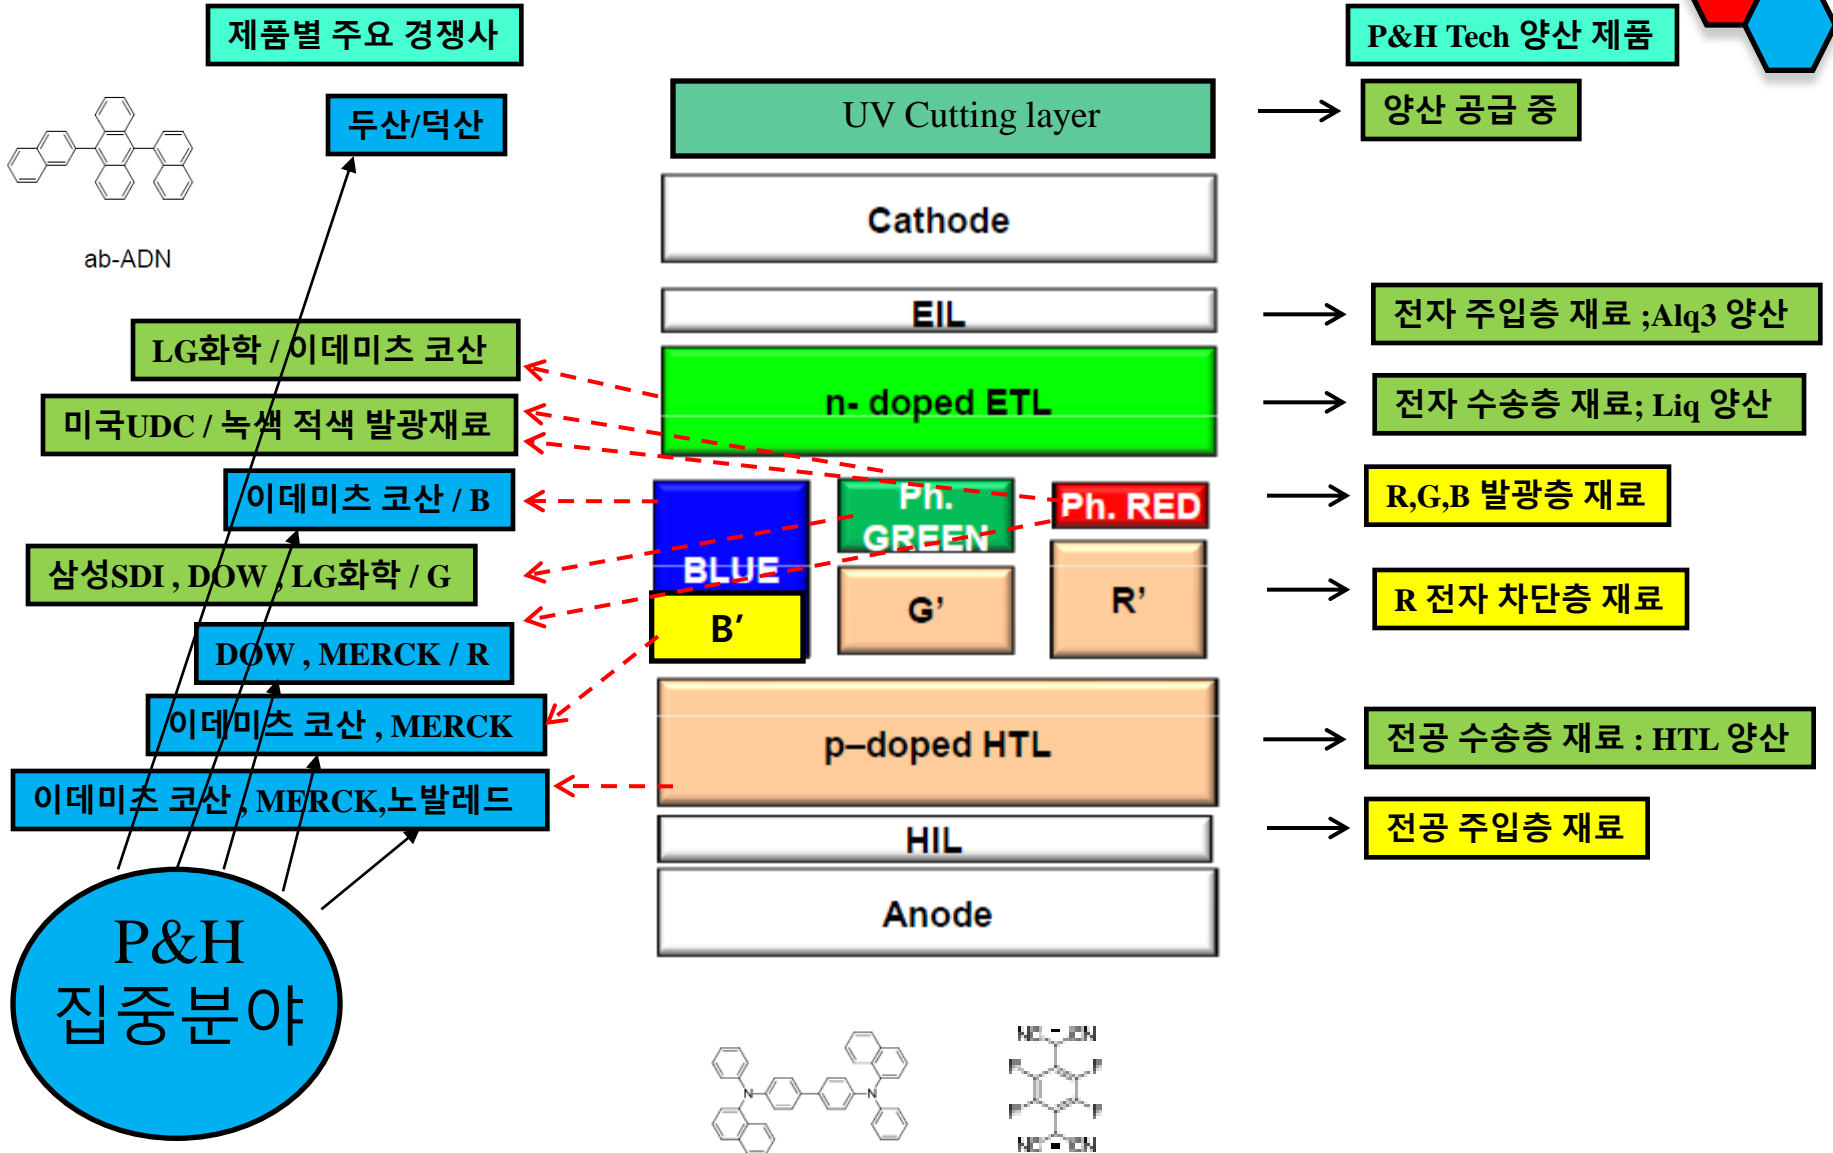 제품별 주요 경쟁사
P&H Tech 양산 제품
두산/덕산
UV Cutting layer
양산 공급 중
Cathode
ab-ADN
EIL
전자 주입층 재료 ;Alq3 양산
LG화학 / 이데미츠 코산
n- doped ETL
전자 수송층 재료; Liq 양산
미국UDC / 녹색 적색 발광재료
이데미츠 코산 / B
BLUE
Ph.
GREEN
Ph. RED
R,G,B 발광층 재료
삼성SDI , DOW , LG화학 / G
B’
G’
R’
R 전자 차단층 재료
DOW , MERCK / R
이데미츠 코산 , MERCK
p–doped HTL
전공 수송층 재료 : HTL 양산
이데미츠 코산 , MERCK,노발레드
HIL
전공 주입층 재료
Anode
P&H
집중분야
N
N
NC CN
F F
F F
NC CN